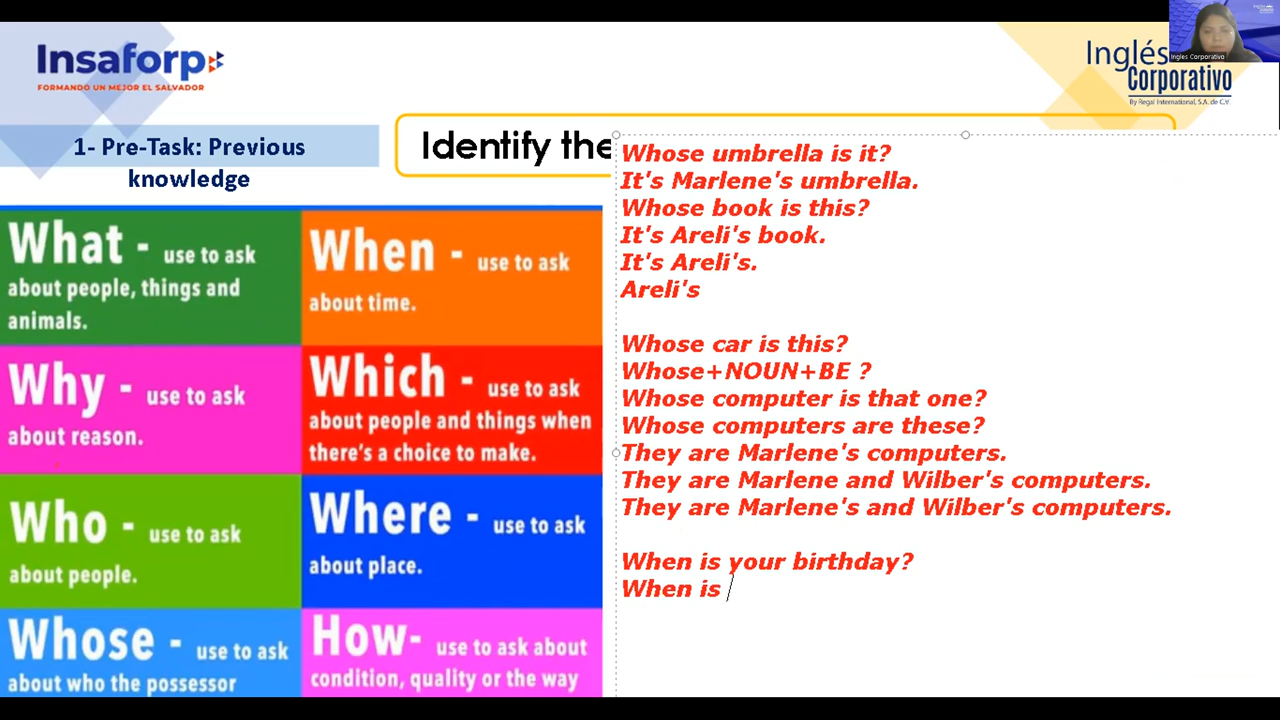 Insaforp
FORMANDO UN MEJOR EL SALVADOR
Inglés
Corporativo
By Regal International, S.A. de C.V.
Ingles Corporativo
1- Pre-Task: Previous
knowledge
Identify the
What - use to ask
about people, things and
animals.
When - use to ask
about time.
Why - use to ask
about reason.
Which - use to ask
about people and things when
there's a choice to make.
Who - use to ask
about people.
Where - use to ask
about place.
Whose - use to ask
about who the possessor
How- use to ask about
condition, quality or the way
Whose umbrella is it?
It's Marlene's umbrella.
Whose book is this?
It's Areli's book.
It's Areli's.
Areli's
Whose car is this?
Whose+NOUN+BE ?
Whose computer is that one?
Whose computers are these?
They are Marlene's computers.
They are Marlene and Wilber's computers.
They are Marlene's and Wilber's computers.
When is your birthday?
When is